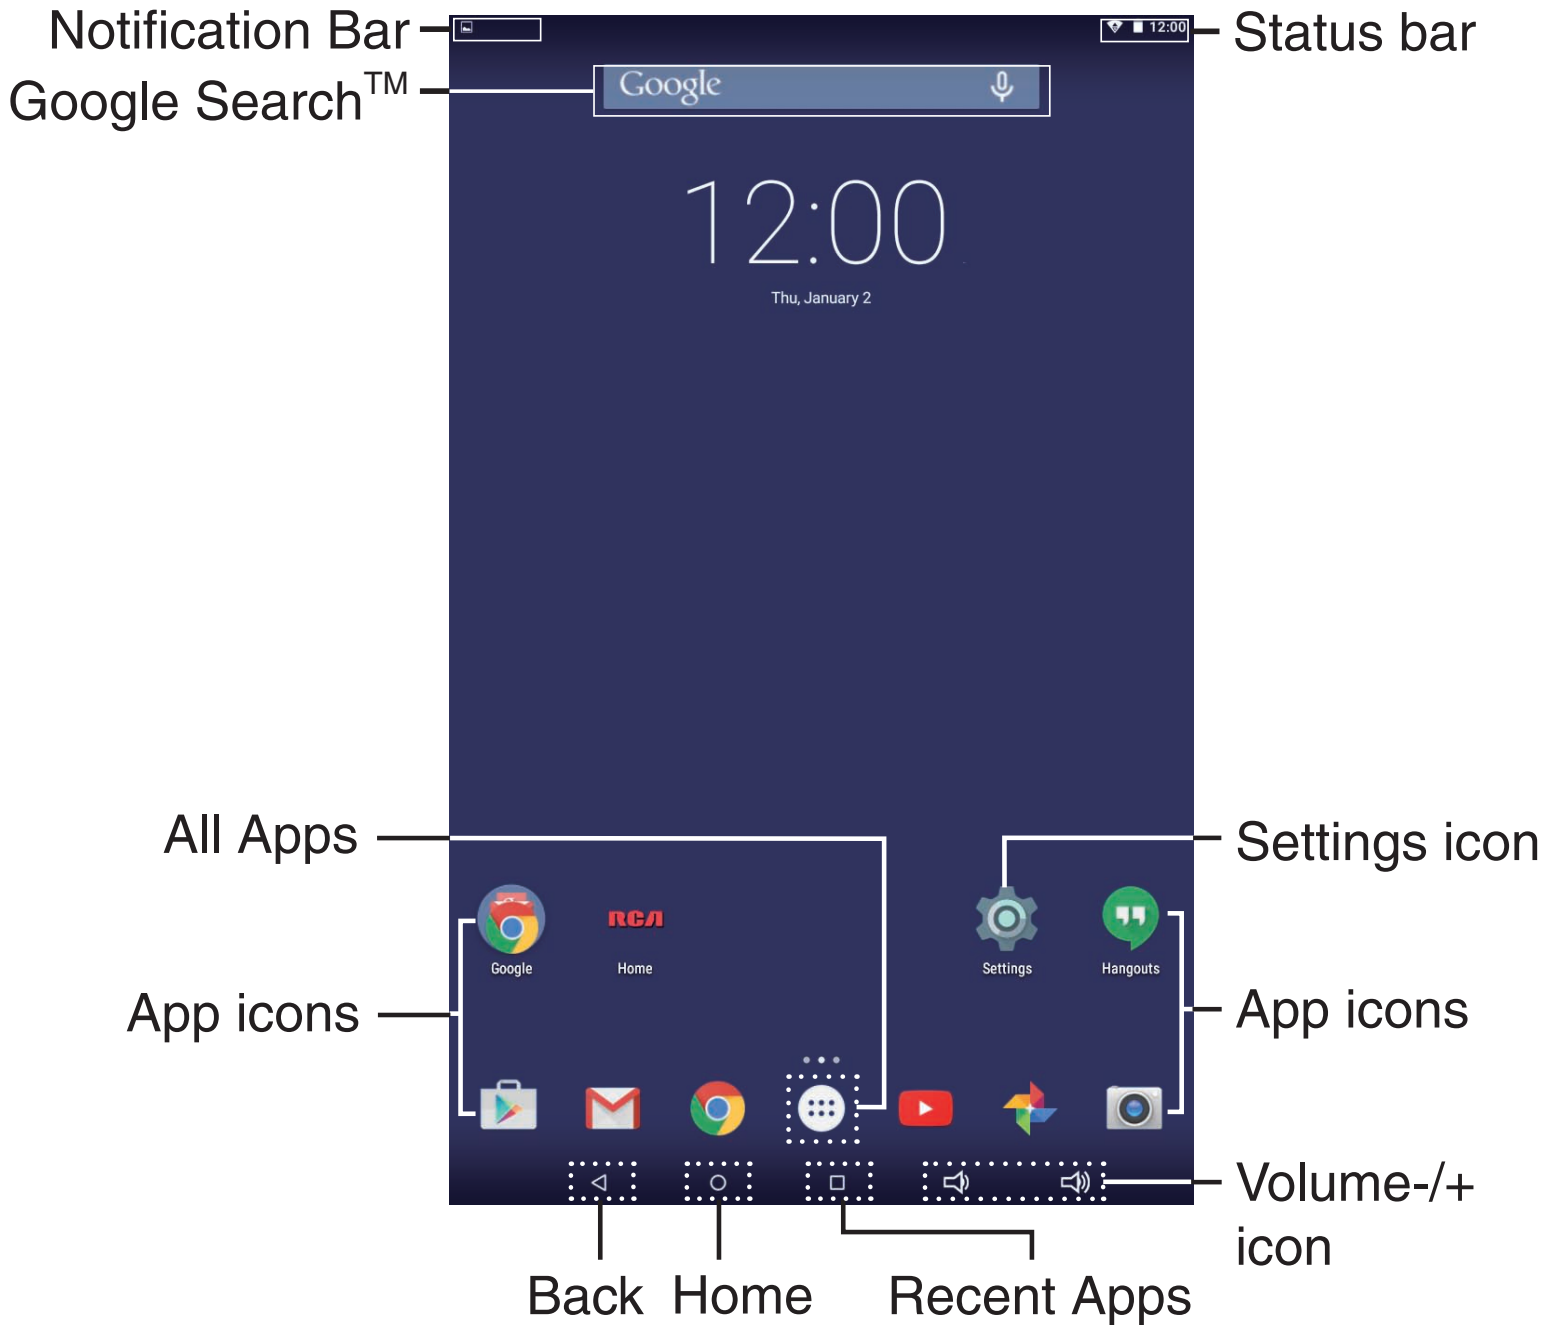 Notification Bar
12:00
Status bar
Google Search™
Google
12:00
Thu, January 2
All Apps
Settings icon
RCA
Google
Home
Settings
Hangouts
App icons
App icons
Volume-/+
icon
Back
Home
Recent Apps